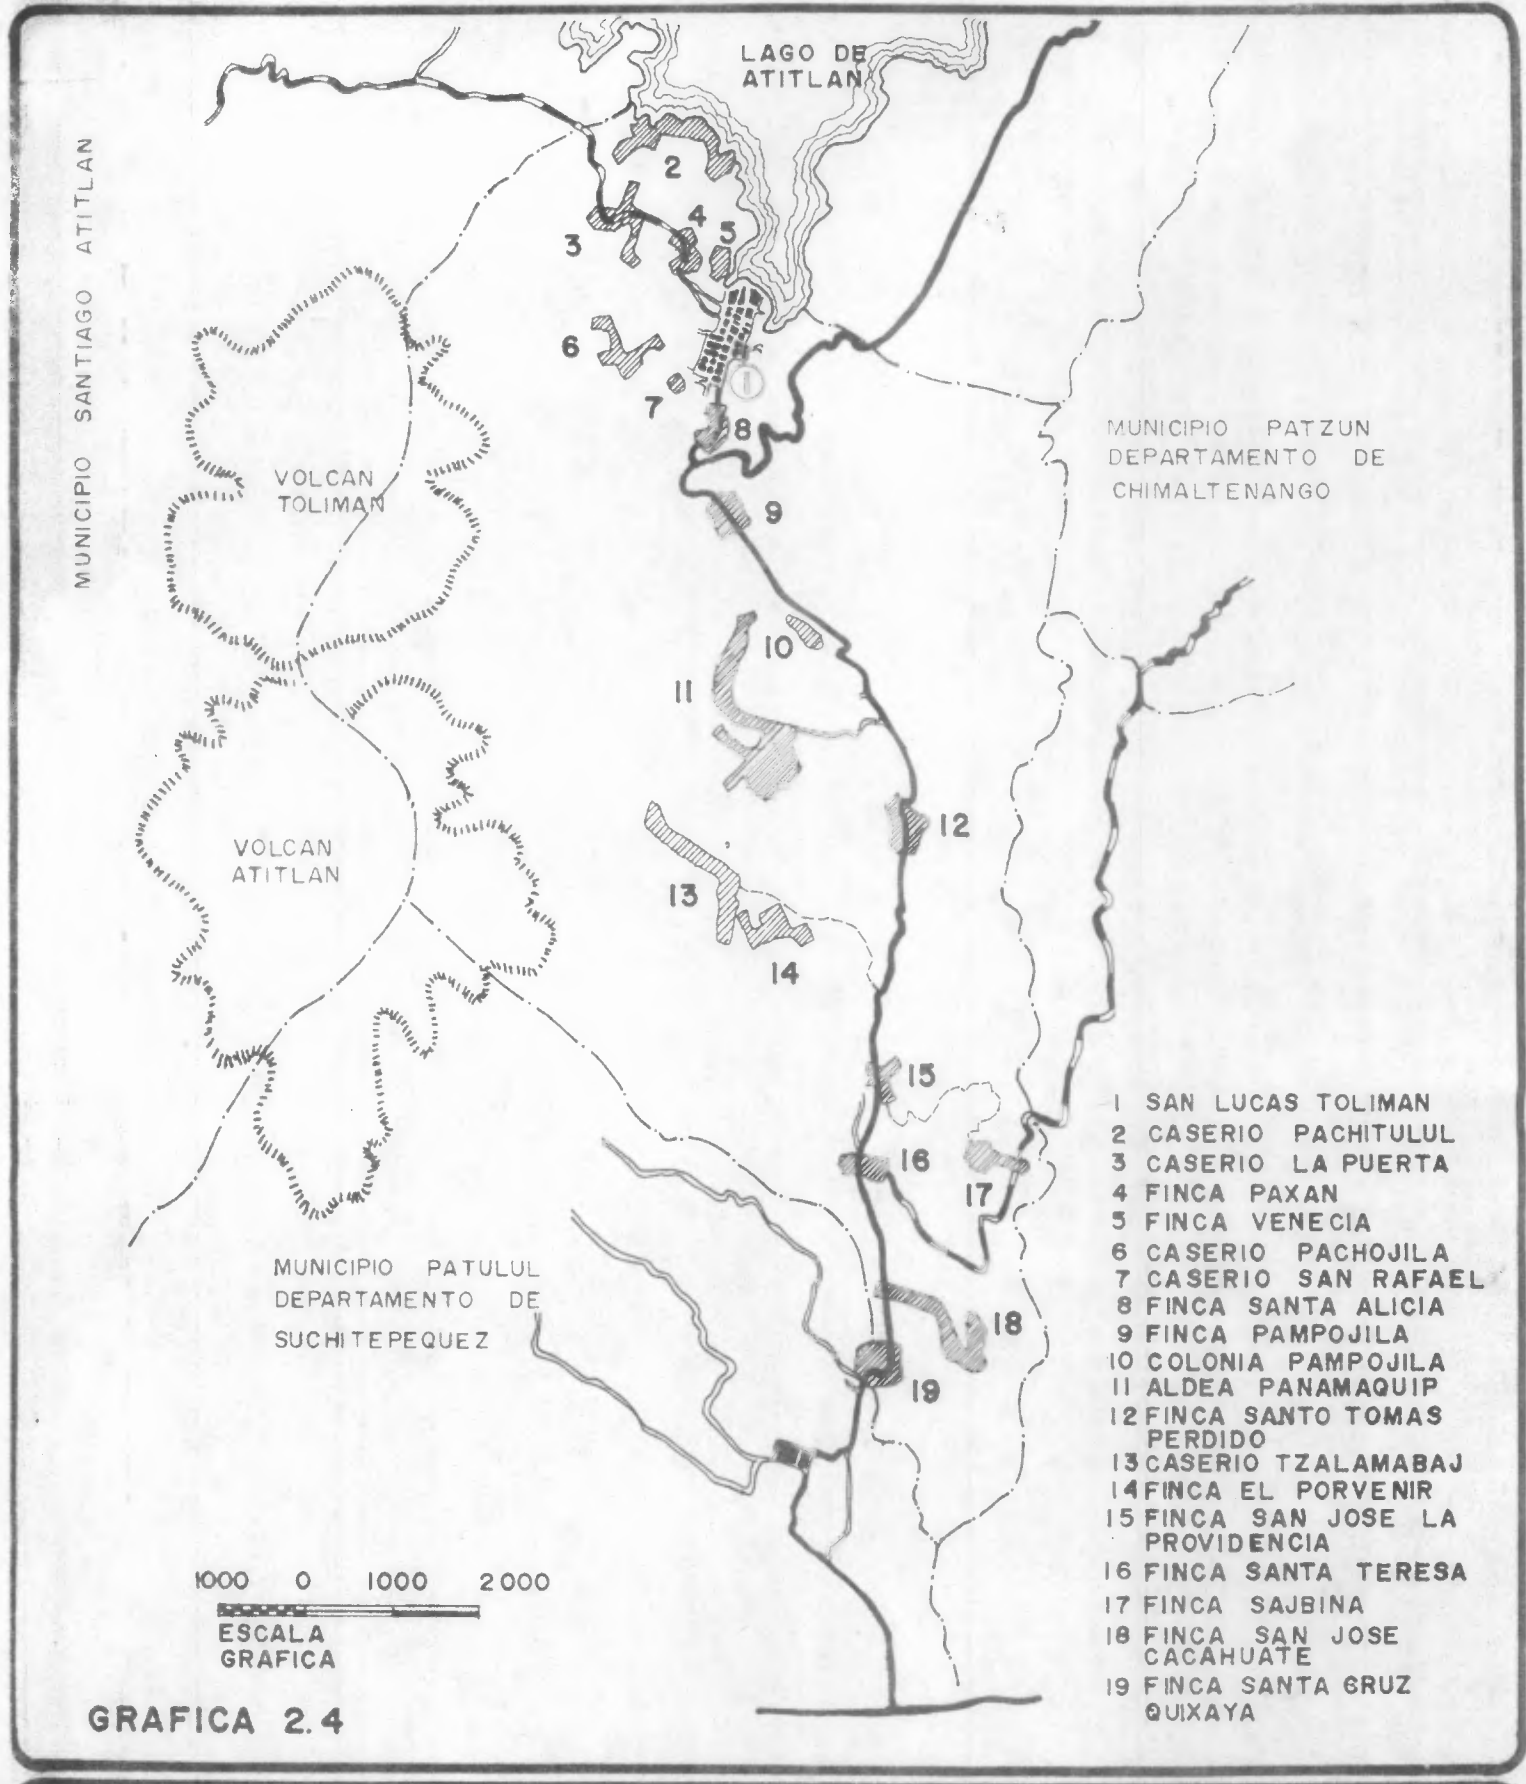 LAGO DE
ATITLAN
MUNICIPIO SANTIAGO ATITLAN
2
3
4
5
6
7
1
8
9
VOLCAN
TOLIMAN
MUNICIPIO PATZUN
DEPARTAMENTO DE
CHIMALTENANGO
10
11
12
VOLCAN
ATITLAN
13
14
15
16
17
18
19
MUNICIPIO PATULUL
DEPARTAMENTO DE
SUCHITEPEQUEZ
1 SAN LUCAS TOLIMAN
2 CASERIO PACHITULUL
3 CASERIO LA PUERTA
4 FINCA PAXAN
5 FINCA VENECIA
6 CASERIO PACHOJILA
7 CASERIO SAN RAFAEL
8 FINCA SANTA ALICIA
9 FINCA PAMPOJILA
10 COLONIA PAMPOJILA
11 ALDEA PANAMAQUIP
12 FINCA SANTO TOMAS
PERDIDO
13 CASERIO TZALAMABAJ
14 FINCA EL PORVENIR
15 FINCA SAN JOSE LA
PROVIDENCIA
16 FINCA SANTA TERESA
17 FINCA SAJBINA
18 FINCA SAN JOSE
CACAHUATE
19 FINCA SANTA CRUZ
QUIXAYA
1000 0 1000 2000
ESCALA
GRAFICA
GRAFICA 2.4